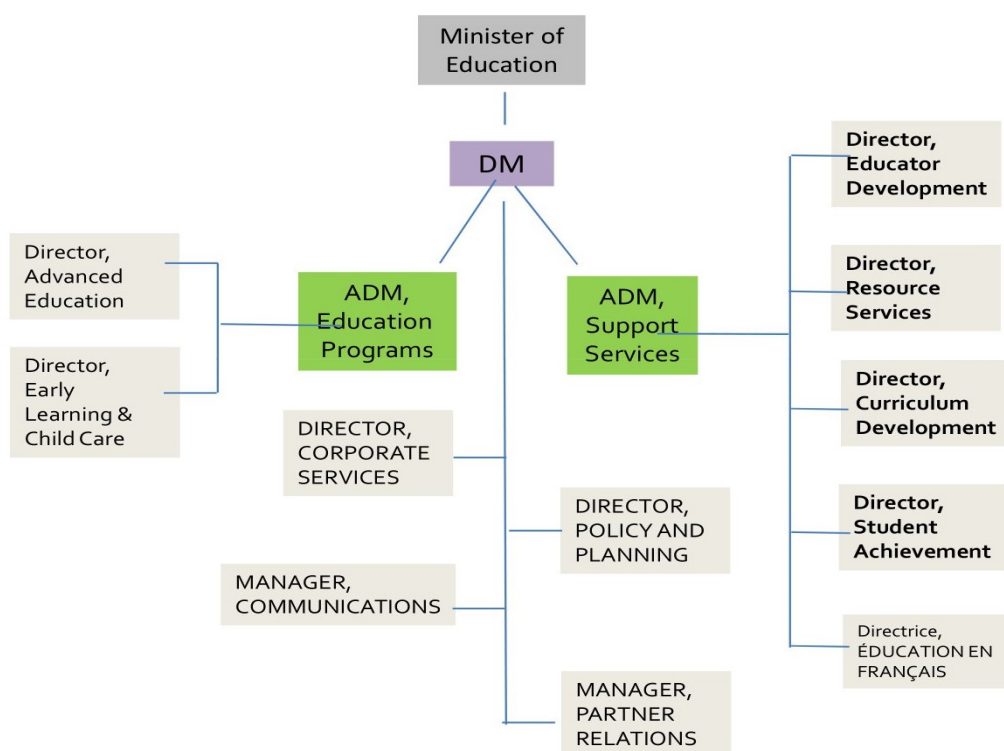 Minister of
Education
DM
ADM,
Education
Programs
ADM,
Support
Services
Director,
Advanced
Education
Director,
Early
Learning &
Child Care
DIRECTOR,
CORPORATE
SERVICES
DIRECTOR,
POLICY AND
PLANNING
MANAGER,
COMMUNICATIONS
MANAGER,
PARTNER
RELATIONS
Director,
Educator
Development
Director,
Resource
Services
Director,
Curriculum
Development
Director,
Student
Achievement
Directrice,
ÉDUCATION EN
FRANÇAIS